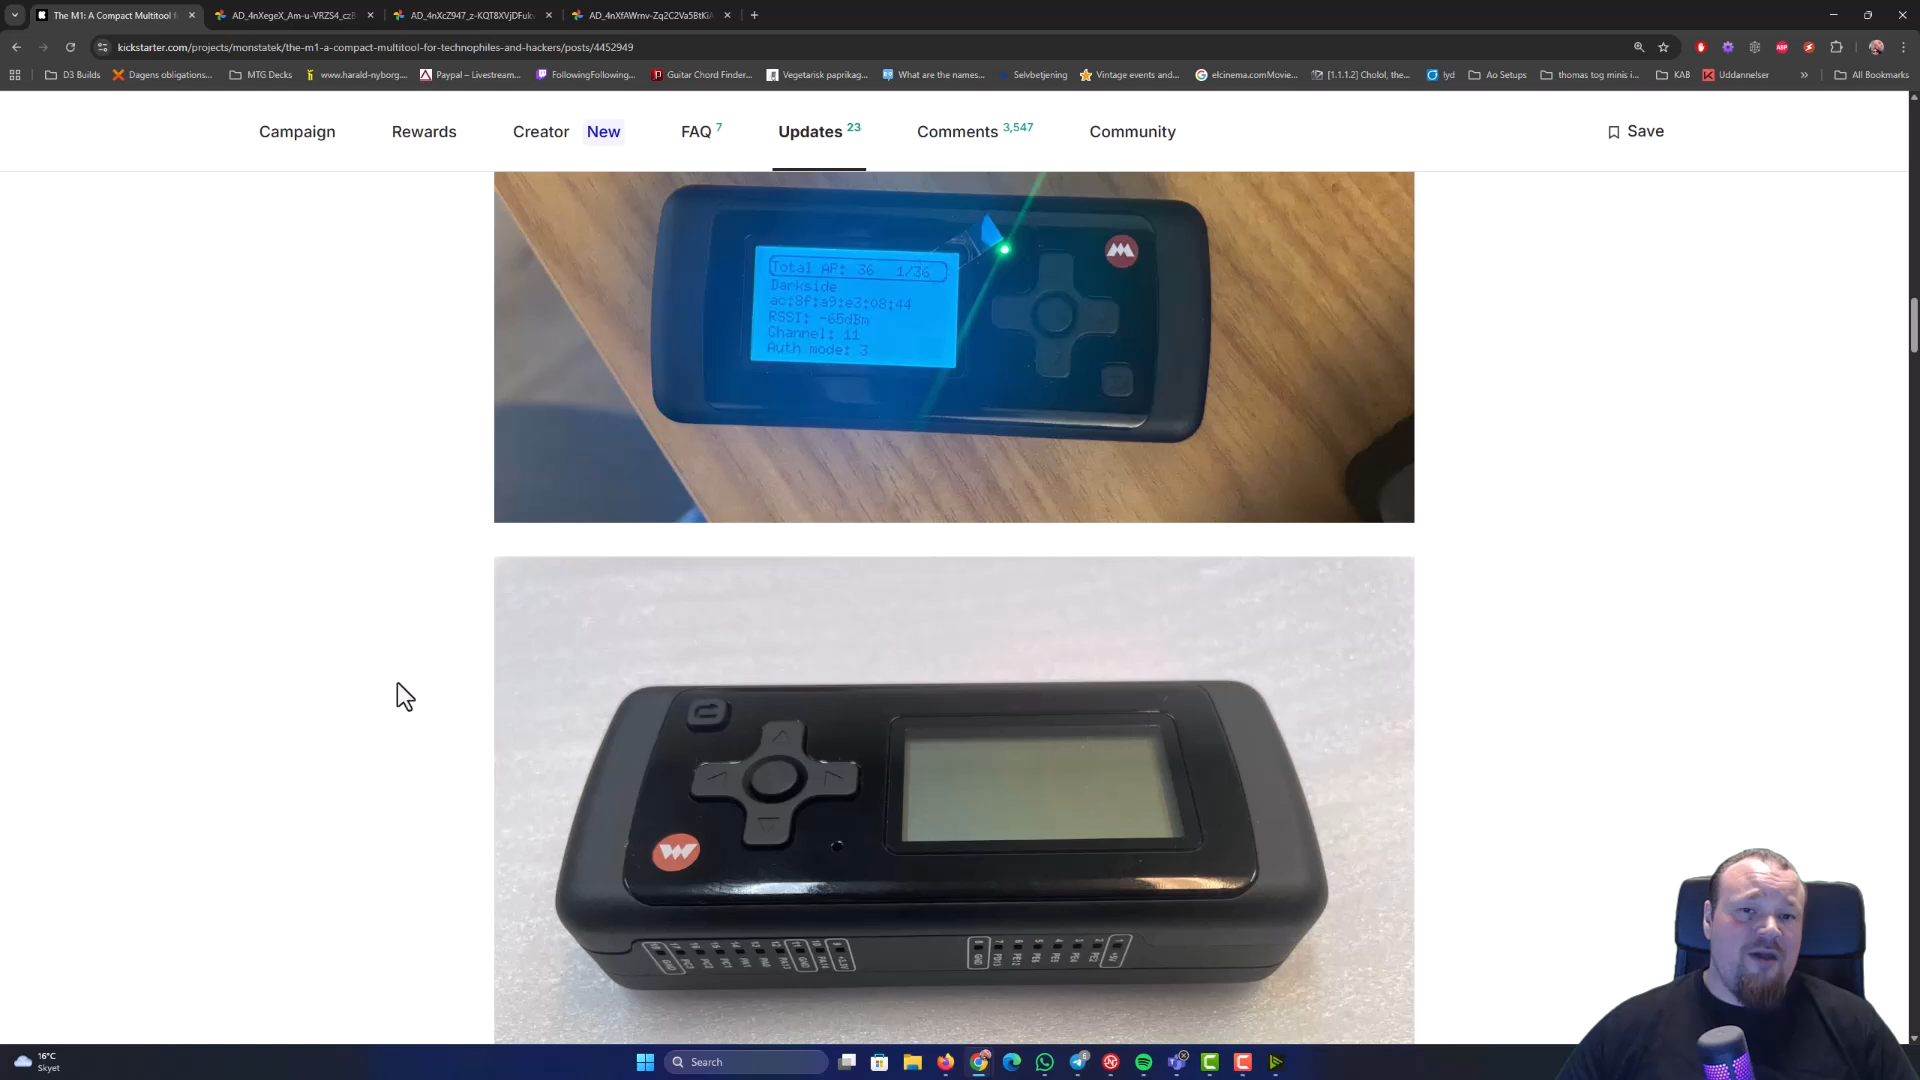 The M1: A Compact Multitool f
AD_4nXegeX_Am-u-VRZS4_czB
AD_4nXcZ947_z-KQT8XVjDFukv
AD_4nXfAWrnv-Zq2C2Va5BtKiA
kickstarter.com/projects/monstatek/the-m1-a-compact-multitool-for-technophiles-and-hackers/posts/4452949
D3 Builds
Dagens obligations...
MTG Decks
www.harald-nyborg....
Paypal – Livestream...
FollowingFollowing...
Guitar Chord Finder...
Vegetarisk paprikag...
What are the names...
Selvbetjening
Vintage events and...
elcinema.comMovie...
[1.1.1.2] Cholol, the...
lyd
Ao Setups
thomas tog minis i...
KAB
Uddannelser
All Bookmarks
Campaign
Rewards
Creator New
FAQ 7
Updates 23
Comments 3,547
Community
Save
Total AP: 36 1/36
Darkside
ac:8f:a9:e3:08:44
RSSI: -65dBm
Channel: 11
Auth mode: 3
16°C
Skyet
Search